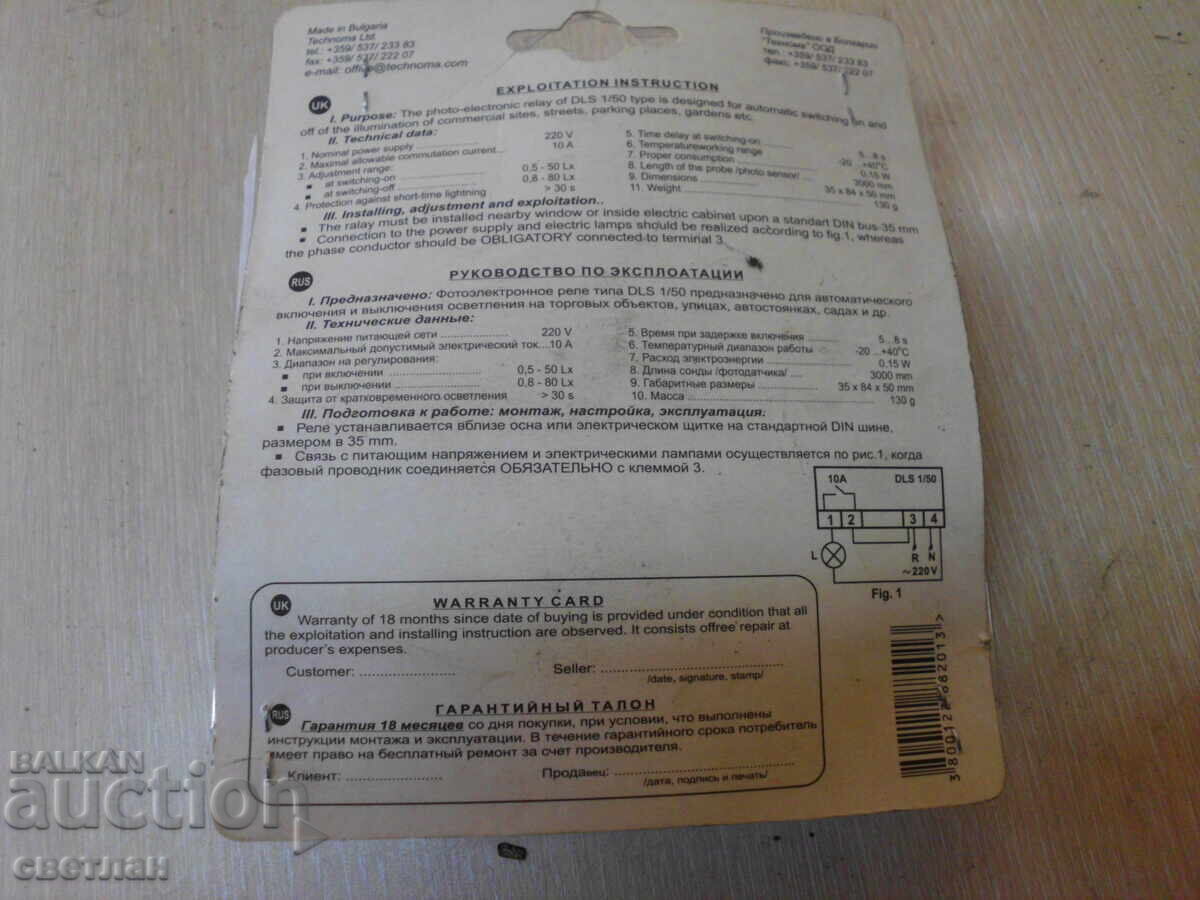 Made in Bulgaria
Technoma Ltd.
tel.: +359/ 537/ 233 83
fax: +359/ 537/ 222 07
e-mail: office@technoma.com
Произведено в Болгарии
"Технома" ООД
тел.: +359/ 537/ 233 83
факс: +359/ 537/ 222 07
EXPLOITATION INSTRUCTION
UK
I. Purpose: The photo-electronic relay of DLS 1/50 type is designed for automatic switching on and
off of the illumination of commercial sites, streets, parking places, gardens etc.
II. Technical data:
1. Nominal power supply .................... 220 V
2. Maximal allowable commutation current... 10 A
3. Adjustment range:
▪ at switching-on .................... 0,5 - 50 Lx
▪ at switching-off .................... 0,8 - 80 Lx
4. Protection against short-time lightning > 30 s
5. Time delay at switching-on .................... 5...8 s
6. Temperatureworking range .................... -20 ...+40°C
7. Proper consumption .................... 0.15 W
8. Length of the probe /photo sensor/ .... 3000 mm
9. Dimensions .................... 35 x 84 x 50 mm
11. Weight .................... 130 g
III. Installing, adjustment and exploitation..
▪ The ralay must be installed nearby window or inside electric cabinet upon a standart DIN bus-35 mm
▪ Connection to the power supply and electric lamps should be realized according to fig.1, whereas
the phase conductor should be OBLIGATORY connected to terminal 3.
RUS
РУКОВОДСТВО ПО ЭКСПЛОАТАЦИИ
I. Предназначено: Фотоэлектронное реле типа DLS 1/50 предназначено для автоматического
включения и выключения осветления на торговых объектов, улицах, автостоянках, садах и др.
II. Технические данные:
1. Напряжение питающей сети .................... 220 V
2. Максимальный допустимый электрический ток...10 А
3. Диапазон на регулирования:
▪ при включении .................... 0,5 - 50 Lx
▪ при выключении .................... 0,8 - 80 Lx
4. Защита от кратковременного осветления > 30 s
5. Время при задержке включения ....... 5...8 s
6. Температурный диапазон работы -20 ...+40°C
7. Расход электроэнергии .................... 0.15 W
8. Длина сонды /фотодатчика/ .... 3000 mm
9. Габаритные размеры .................... 35 x 84 x 50 mm
10. Масса .................... 130 g
III. Подготовка к работе: монтаж, настройка, эксплуатация:
▪ Реле устанавливается вблизе осна или электрическом щитке на стандартной DIN шине,
размером в 35 mm.
▪ Связь с питающим напряжением и электрическими лампами осуществляется по рис.1, когда
фазовый проводник соединяется ОБЯЗАТЕЛЬНО с клеммой 3.
10A DLS 1/50
1 2 3 4
L R N
~220V
Fig. 1
UK
WARRANTY CARD
Warranty of 18 months since date of buying is provided under condition that all
the exploitation and installing instruction are observed. It consists offree repair at
producer's expenses.
Customer: ........................ Seller: ........................
/date, signature, stamp/
RUS
ГАРАНТИЙНЫЙ ТАЛОН
Гарантия 18 месяцев со дня покупки, при условии, что выполнены
инструкции монтажа и эксплуатации. В течение гарантийного срока потребитель
имеет право на бесплатный ремонт за счет производителя.
Клиент: ........................ Продавец: ........................
/дата, подпись и печать/
BALKAN
auction
светлан